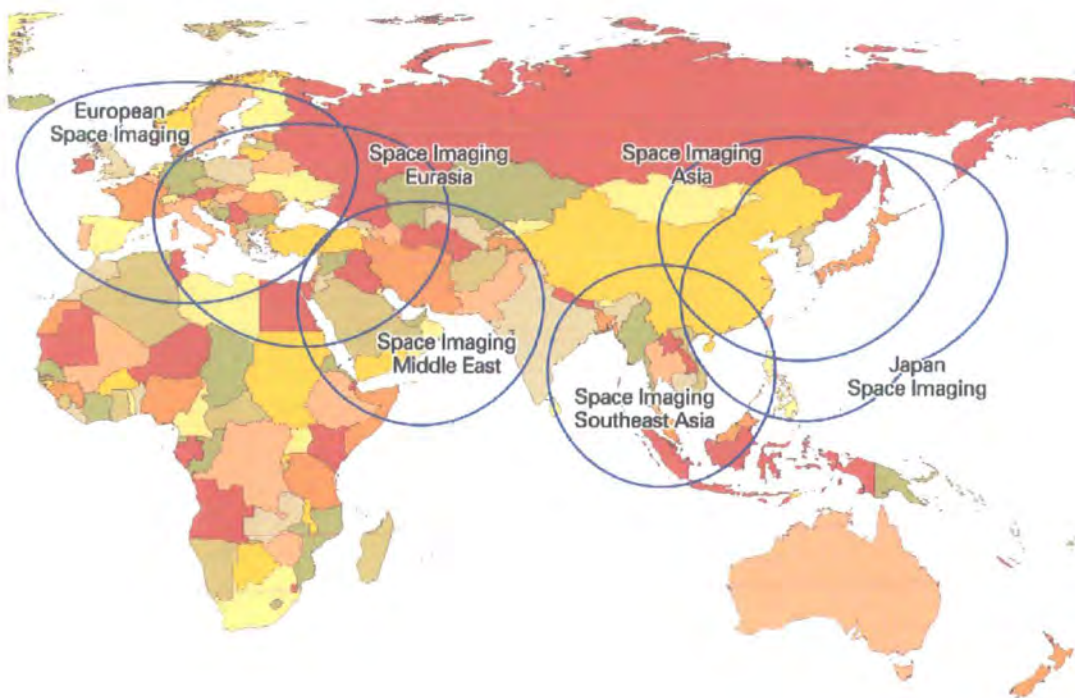 European
Space Imaging
Space Imaging
Eurasia
Space Imaging
Asia
Space Imaging
Middle East
Space Imaging
Southeast Asia
Japan
Space Imaging